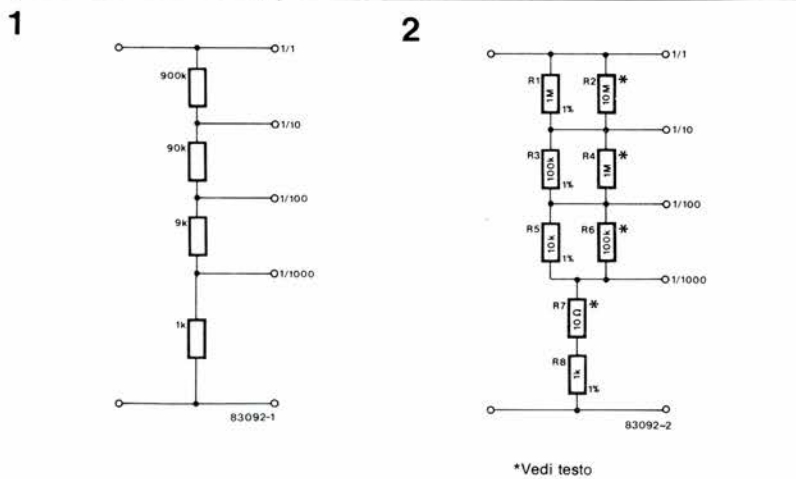 1
1/1
900k
1/10
90k
1/100
9k
1/1000
1k
83092-1
2
1/1
R1 1M 1%
R2 10M *
1/10
R3 100k 1%
R4 1M *
1/100
R5 10k 1%
R6 100k *
1/1000
R7 10Ω *
R8 1k 1%
83092-2
*Vedi testo